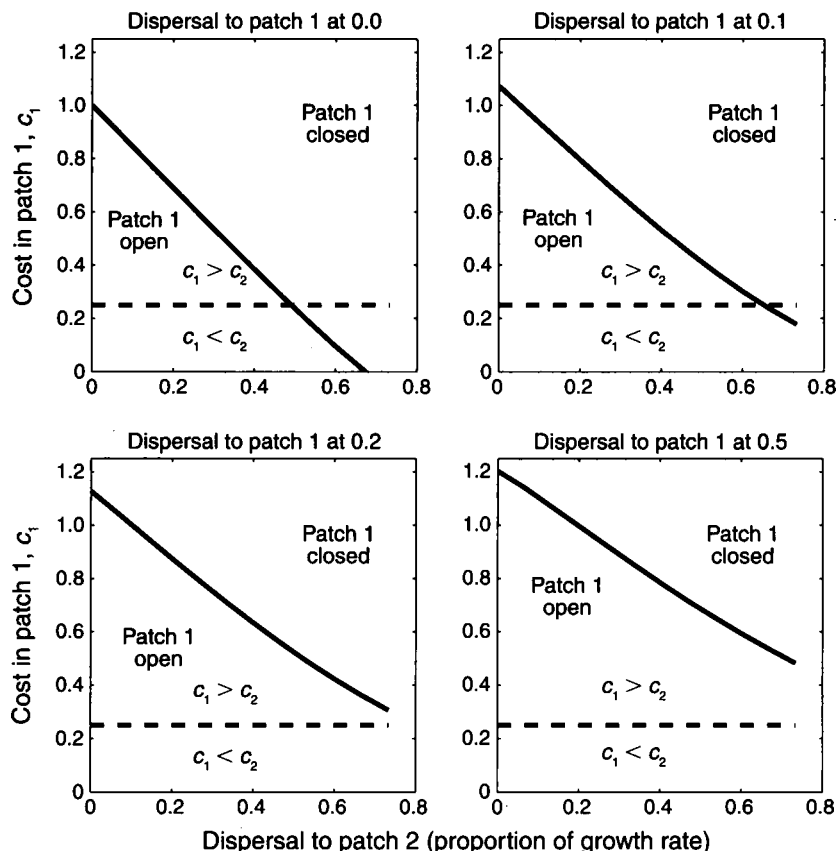 Dispersal to patch 1 at 0.0
Cost in patch 1, c₁
1.2
1.0
0.8
0.6
0.4
0.2
0
Patch 1
closed
Patch 1
open
c₁ > c₂
c₁ < c₂
0 0.2 0.4 0.6 0.8
Dispersal to patch 1 at 0.1
1.2
1.0
0.8
0.6
0.4
0.2
0
Patch 1
closed
Patch 1
open
c₁ > c₂
c₁ < c₂
0 0.2 0.4 0.6 0.8
Dispersal to patch 1 at 0.2
Cost in patch 1, c₁
1.2
1.0
0.8
0.6
0.4
0.2
0
Patch 1
closed
Patch 1
open
c₁ > c₂
c₁ < c₂
0 0.2 0.4 0.6 0.8
Dispersal to patch 1 at 0.5
1.2
1.0
0.8
0.6
0.4
0.2
0
Patch 1
closed
Patch 1
open
c₁ > c₂
c₁ < c₂
0 0.2 0.4 0.6 0.8
Dispersal to patch 2 (proportion of growth rate)